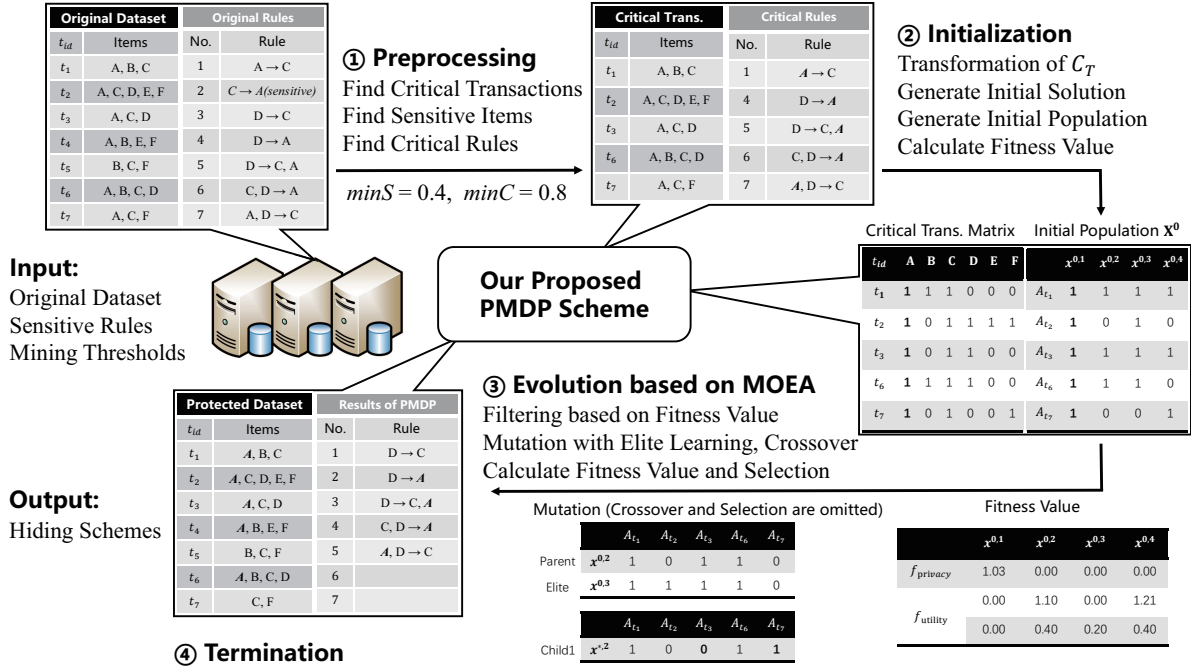 Original Dataset Original Rules
t_id Items No. Rule
t₁ A, B, C 1 A → C
t₂ A, C, D, E, F 2 C → A(sensitive)
t₃ A, C, D 3 D → C
t₄ A, B, E, F 4 D → A
t₅ B, C, F 5 D → C, A
t₆ A, B, C, D 6 C, D → A
t₇ A, C, F 7 A, D → C
① Preprocessing
Find Critical Transactions
Find Sensitive Items
Find Critical Rules
minS = 0.4, minC = 0.8
Critical Trans. Critical Rules
t_id Items No. Rule
t₁ A, B, C 1 A → C
t₂ A, C, D, E, F 4 D → A
t₃ A, C, D 5 D → C, A
t₆ A, B, C, D 6 C, D → A
t₇ A, C, F 7 A, D → C
② Initialization
Transformation of C_T
Generate Initial Solution
Generate Initial Population
Calculate Fitness Value
Input:
Original Dataset
Sensitive Rules
Mining Thresholds
Our Proposed
PMDP Scheme
Critical Trans. Matrix Initial Population X⁰
t_id A B C D E F x^0,1 x^0,2 x^0,3 x^0,4
t₁ 1 1 1 0 0 0 A_t₁ 1 1 1 1
t₂ 1 0 1 1 1 1 A_t₂ 1 0 1 0
t₃ 1 0 1 1 0 0 A_t₃ 1 1 1 1
t₆ 1 1 1 1 0 0 A_t₆ 1 1 1 0
t₇ 1 0 1 0 0 1 A_t₇ 1 0 0 1
③ Evolution based on MOEA
Filtering based on Fitness Value
Mutation with Elite Learning, Crossover
Calculate Fitness Value and Selection
Protected Dataset Results of PMDP
t_id Items No. Rule
t₁ A, B, C 1 D → C
t₂ A, C, D, E, F 2 D → A
t₃ A, C, D 3 D → C, A
t₄ A, B, E, F 4 C, D → A
t₅ B, C, F 5 A, D → C
t₆ A, B, C, D 6
t₇ C, F 7
Output:
Hiding Schemes
④ Termination
Mutation (Crossover and Selection are omitted)
A_t₁ A_t₂ A_t₃ A_t₆ A_t₇
Parent x^0,2 1 0 1 1 0
Elite x^0,3 1 1 1 1 0
A_t₁ A_t₂ A_t₃ A_t₆ A_t₇
Child1 x^*,2 1 0 0 1 1
Fitness Value
x^0,1 x^0,2 x^0,3 x^0,4
f_privacy 1.03 0.00 0.00 0.00
f_utility 0.00 1.10 0.00 1.21
0.00 0.40 0.20 0.40